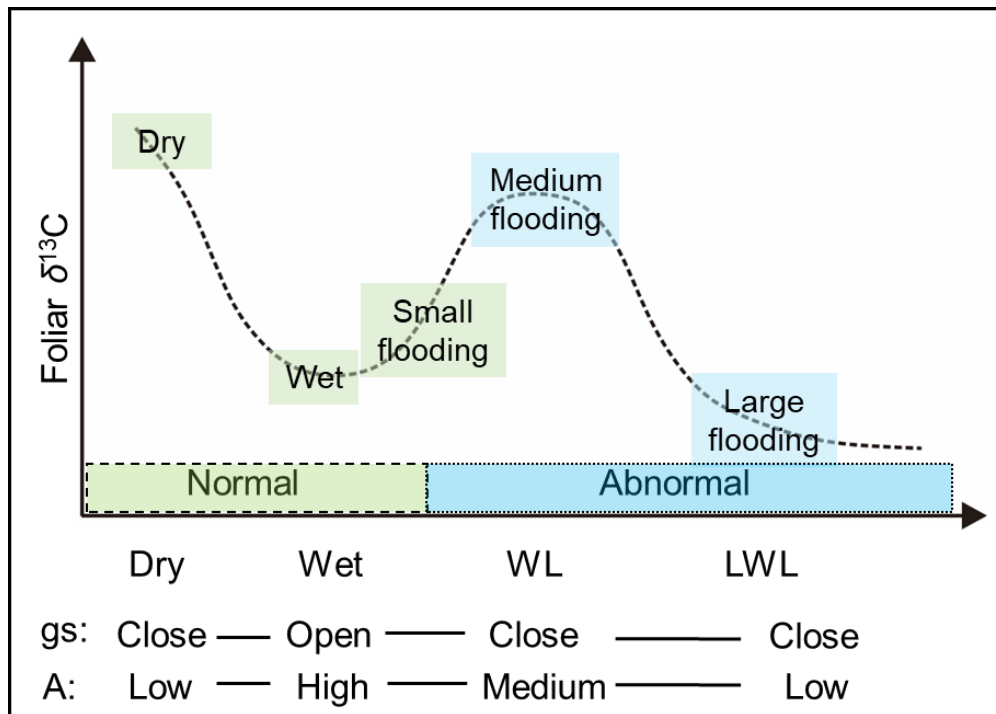 Foliar δ13C
Dry
Medium
flooding
Small
flooding
Wet
Large
flooding
Normal
Abnormal
Dry Wet WL LWL
gs: Close Open Close Close
A: Low High Medium Low